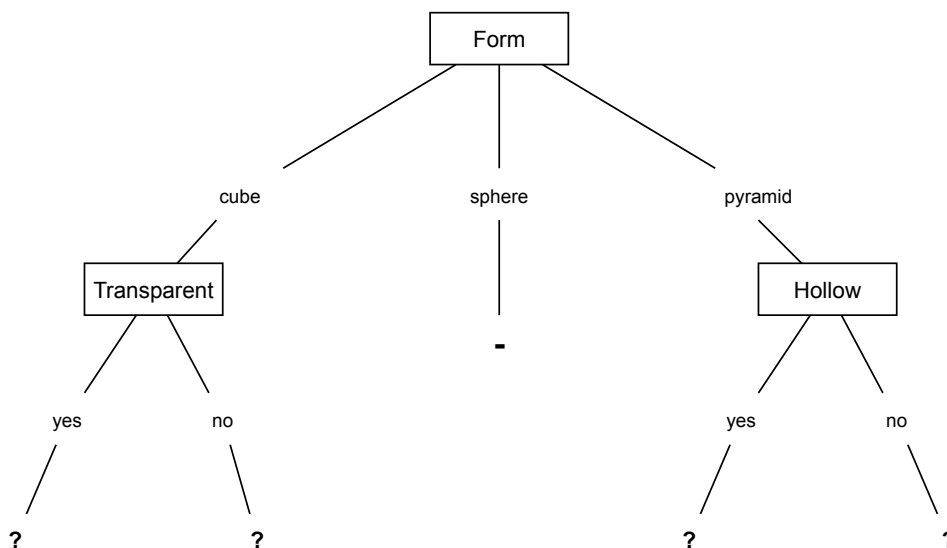 Form
cube sphere pyramid
Transparent Hollow
-
yes no yes no
? ? ? ?